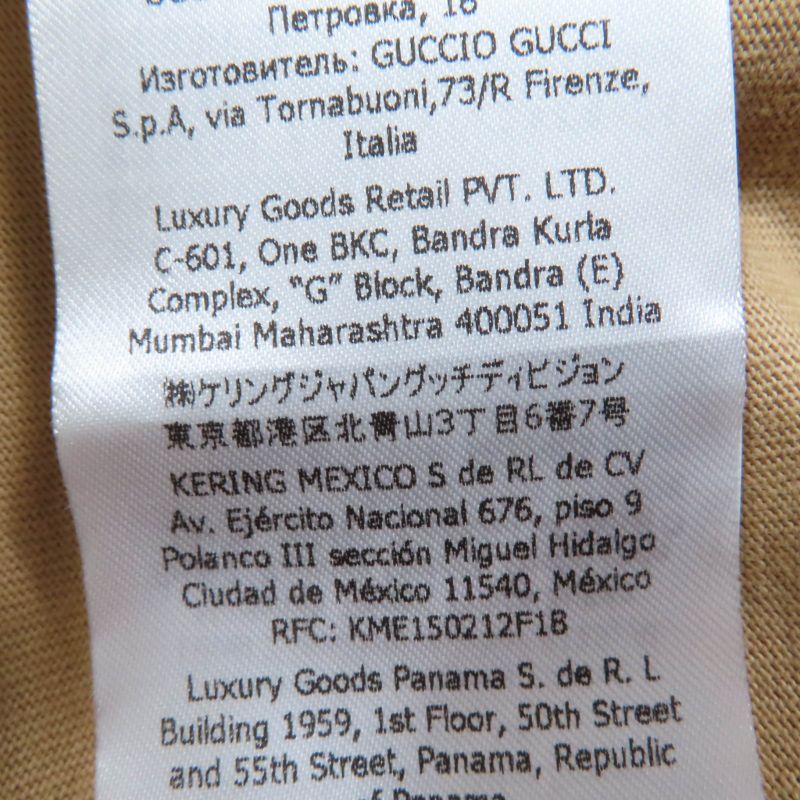 Петровка, 16
Изготовитель: GUCCIO GUCCI
S.p.A, via Tornabuoni,73/R Firenze,
Italia
Luxury Goods Retail PVT. LTD.
C-601, One BKC, Bandra Kurla
Complex, "G" Block, Bandra (E)
Mumbai Maharashtra 400051 India
㈱ケリングジャパングッチディビジョン
東京都港区北青山3丁目6番7号
KERING MEXICO S de RL de CV
Av. Ejército Nacional 676, piso 9
Polanco III sección Miguel Hidalgo
Ciudad de México 11540, México
RFC: KME150212F18
Luxury Goods Panama S. de R. L
Building 1959, 1st Floor, 50th Street
and 55th Street, Panama, Republic
of Panama